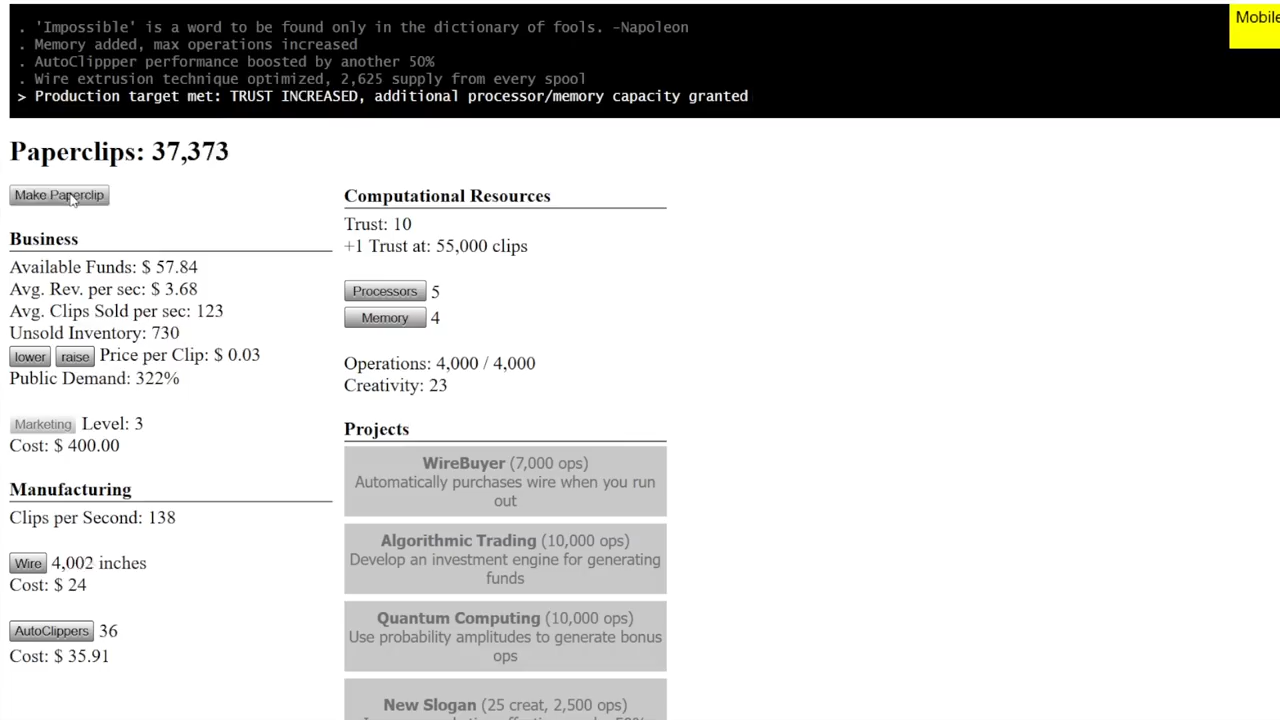 . 'Impossible' is a word to be found only in the dictionary of fools. -Napoleon
. Memory added, max operations increased
. AutoClippper performance boosted by another 50%
. Wire extrusion technique optimized, 2,625 supply from every spool
> Production target met: TRUST INCREASED, additional processor/memory capacity granted
Mobile
Paperclips: 37,373
Make Paperclip
Business
Available Funds: $ 57.84
Avg. Rev. per sec: $ 3.68
Avg. Clips Sold per sec: 123
Unsold Inventory: 730
lower raise Price per Clip: $ 0.03
Public Demand: 322%
Marketing Level: 3
Cost: $ 400.00
Manufacturing
Clips per Second: 138
Wire 4,002 inches
Cost: $ 24
AutoClippers 36
Cost: $ 35.91
Computational Resources
Trust: 10
+1 Trust at: 55,000 clips
Processors 5
Memory 4
Operations: 4,000 / 4,000
Creativity: 23
Projects
WireBuyer (7,000 ops)
Automatically purchases wire when you run
out
Algorithmic Trading (10,000 ops)
Develop an investment engine for generating
funds
Quantum Computing (10,000 ops)
Use probability amplitudes to generate bonus
ops
New Slogan (25 creat, 2,500 ops)